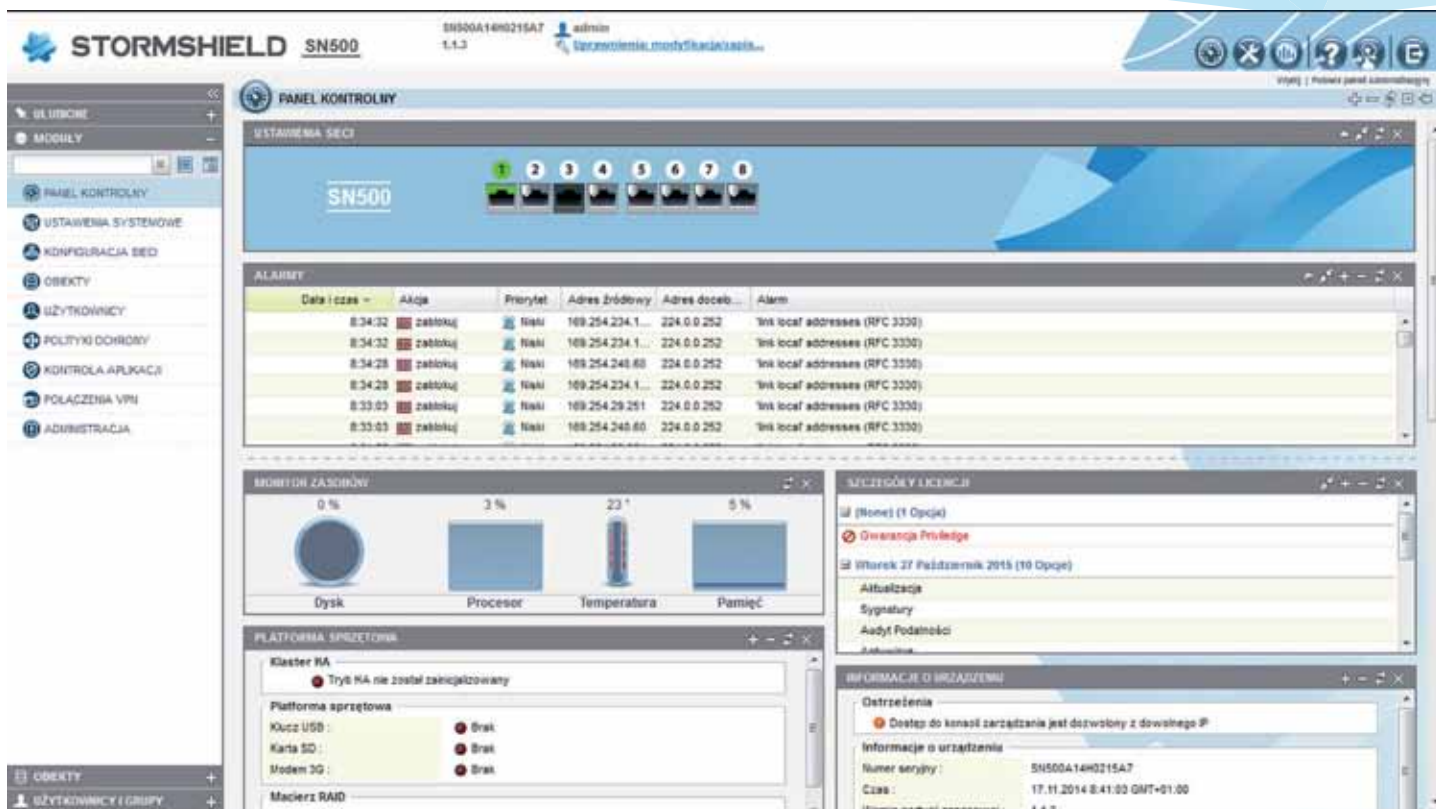 STORMSHIELD SN500
SN500A14H0215A7
1.1.3
admin
Uprawnienia: modyfikacja/zapis...
Wyślij | Pobierz panel administracyjny
ULUBIONE
MODUŁY
PANEL KONTROLNY
USTAWIENIA SYSTEMOWE
KONFIGURACJA SIECI
OBIEKTY
UŻYTKOWNICY
POLITYKI OCHRONY
KONTROLA APLIKACJI
POŁĄCZENIA VPN
ADMINISTRACJA
OBIEKTY
UŻYTKOWNICY I GRUPY
PANEL KONTROLNY
USTAWIENIA SIECI
SN500
1 2 3 4 5 6 7 8
ALARMY
Data i czas Akcja Priorytet Adres źródłowy Adres doceb... Alarm
8:34:32 zablokuj Niski 169.254.234.1... 224.0.0.252 'link local' addresses (RFC 3330)
8:34:32 zablokuj Niski 169.254.234.1... 224.0.0.252 'link local' addresses (RFC 3330)
8:34:28 zablokuj Niski 169.254.240.60 224.0.0.252 'link local' addresses (RFC 3330)
8:34:28 zablokuj Niski 169.254.234.1... 224.0.0.252 'link local' addresses (RFC 3330)
8:33:03 zablokuj Niski 169.254.29.251 224.0.0.252 'link local' addresses (RFC 3330)
8:33:03 zablokuj Niski 169.254.240.60 224.0.0.252 'link local' addresses (RFC 3330)
MONITOR ZASOBÓW
0 % 3 % 23 ° 5 %
Dysk Procesor Temperatura Pamięć
PLATFORMA SPRZĘTOWA
Klaster HA
Tryb HA nie został zainicjalizowany
Platforma sprzętowa
Klucz USB : Brak
Karta SD : Brak
Modem 3G : Brak
Macierz RAID
SZCZEGÓŁY LICENCJI
(None) (1 Opcja)
Gwarancja Priviledge
Wtorek 27 Październik 2015 (10 Opcje)
Aktualizacja
Sygnatury
Audyt Podatności
INFORMACJE O URZĄDZENIU
Ostrzeżenia
Dostęp do konsoli zarządzania jest dozwolony z dowolnego IP
Informacje o urządzeniu
Numer seryjny : SN500A14H0215A7
Czas : 17.11.2014 8:41:03 GMT+01:00